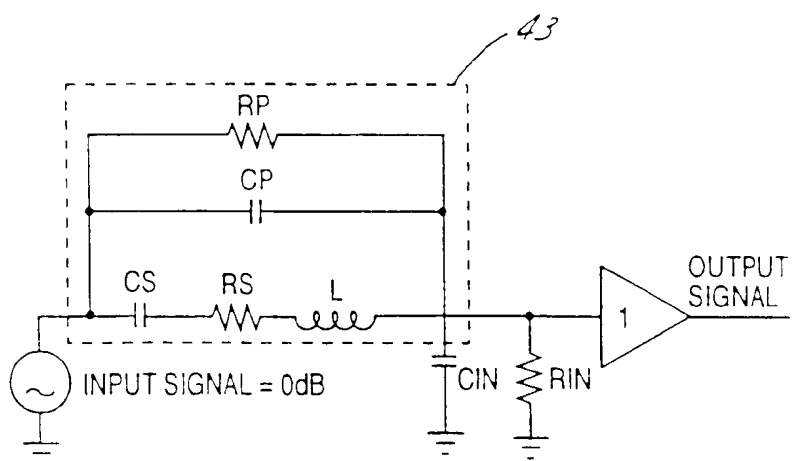 43
RP
CP
CS RS L
OUTPUT
SIGNAL
1
INPUT SIGNAL = 0dB
CIN RIN